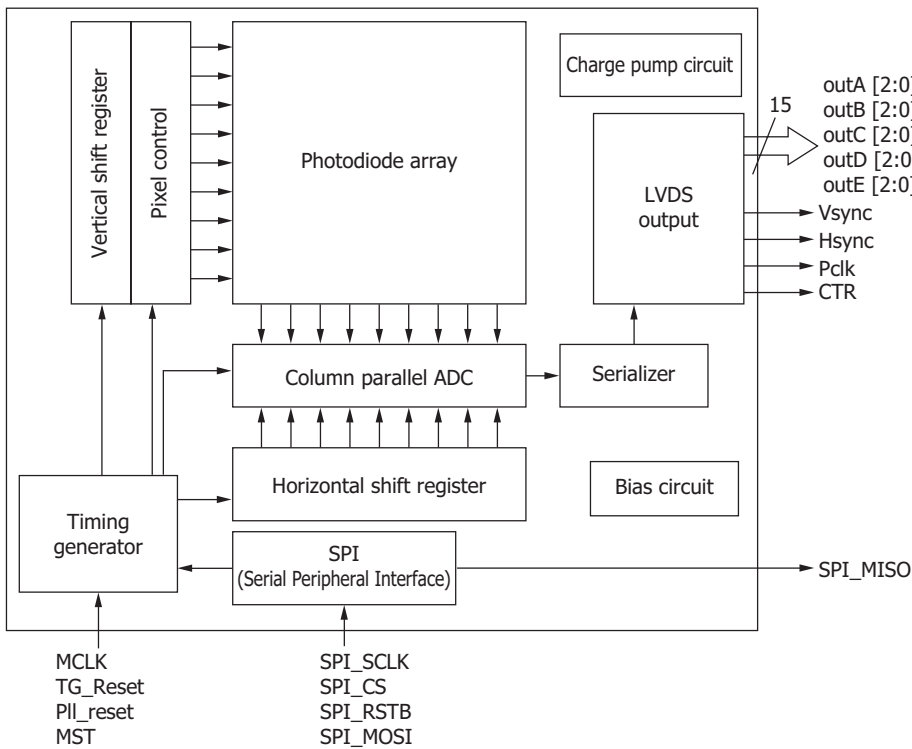 Vertical shift register
Pixel control
Photodiode array
Charge pump circuit
15
outA [2:0]
outB [2:0]
outC [2:0]
outD [2:0
outE [2:0]
LVDS
output
Vsync
Hsync
Pclk
CTR
Column parallel ADC
Serializer
Horizontal shift register
Bias circuit
Timing
generator
SPI
(Serial Peripheral Interface)
SPI_MISO
MCLK
TG_Reset
Pll_reset
MST
SPI_SCLK
SPI_CS
SPI_RSTB
SPI_MOSI